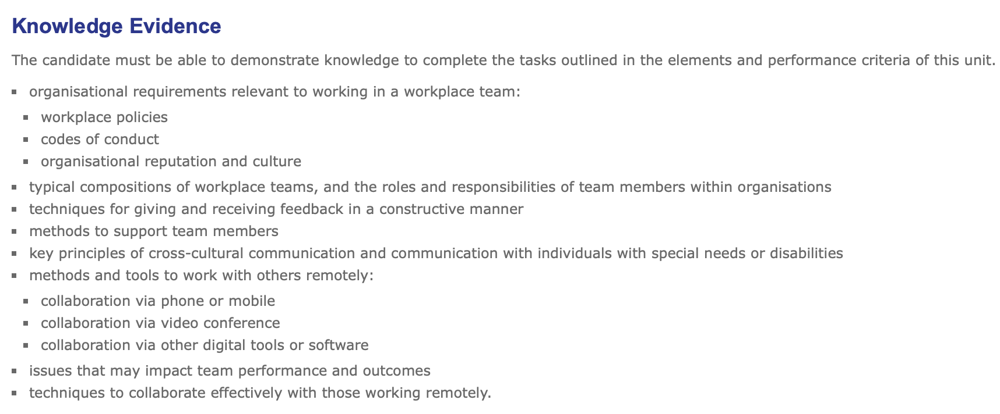 Knowledge Evidence
The candidate must be able to demonstrate knowledge to complete the tasks outlined in the elements and performance criteria of this unit.
▪ organisational requirements relevant to working in a workplace team:
▪ workplace policies
▪ codes of conduct
▪ organisational reputation and culture
▪ typical compositions of workplace teams, and the roles and responsibilities of team members within organisations
▪ techniques for giving and receiving feedback in a constructive manner
▪ methods to support team members
▪ key principles of cross-cultural communication and communication with individuals with special needs or disabilities
▪ methods and tools to work with others remotely:
▪ collaboration via phone or mobile
▪ collaboration via video conference
▪ collaboration via other digital tools or software
▪ issues that may impact team performance and outcomes
▪ techniques to collaborate effectively with those working remotely.